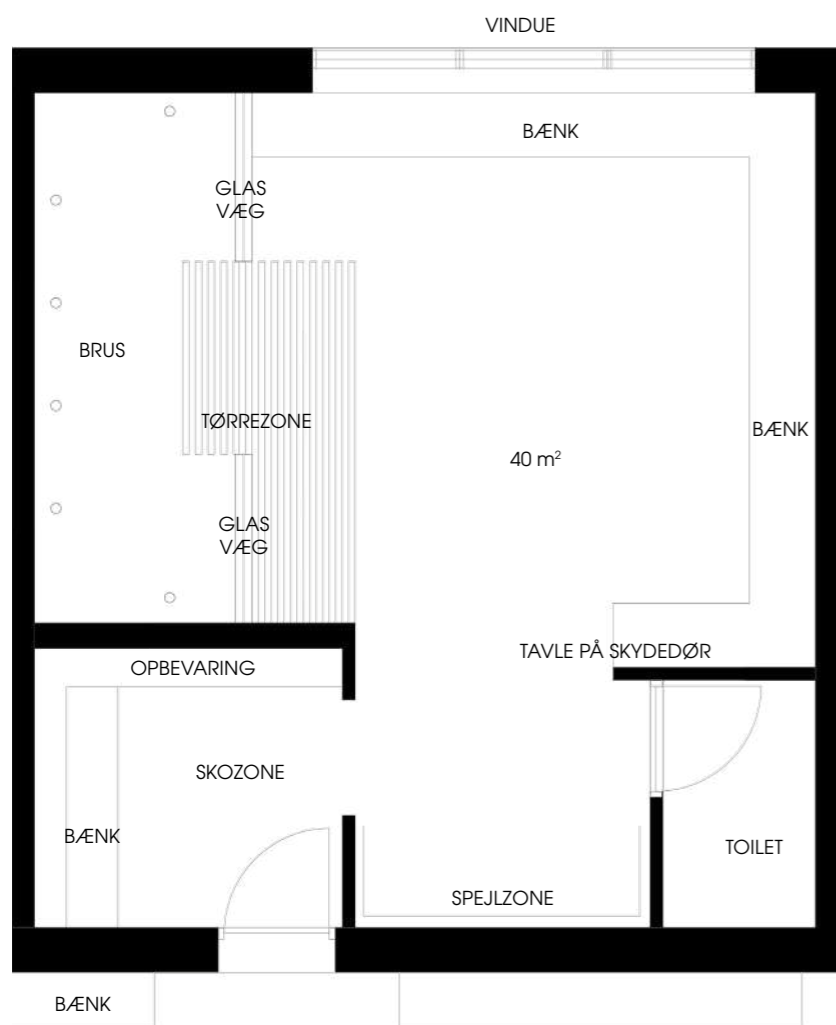 VINDUE
BÆNK
GLAS
VÆG
BRUS
TØRREZONE
BÆNK
40 m²
GLAS
VÆG
TAVLE PÅ SKYDEDØR
OPBEVARING
SKOZONE
BÆNK
TOILET
SPEJLZONE
BÆNK